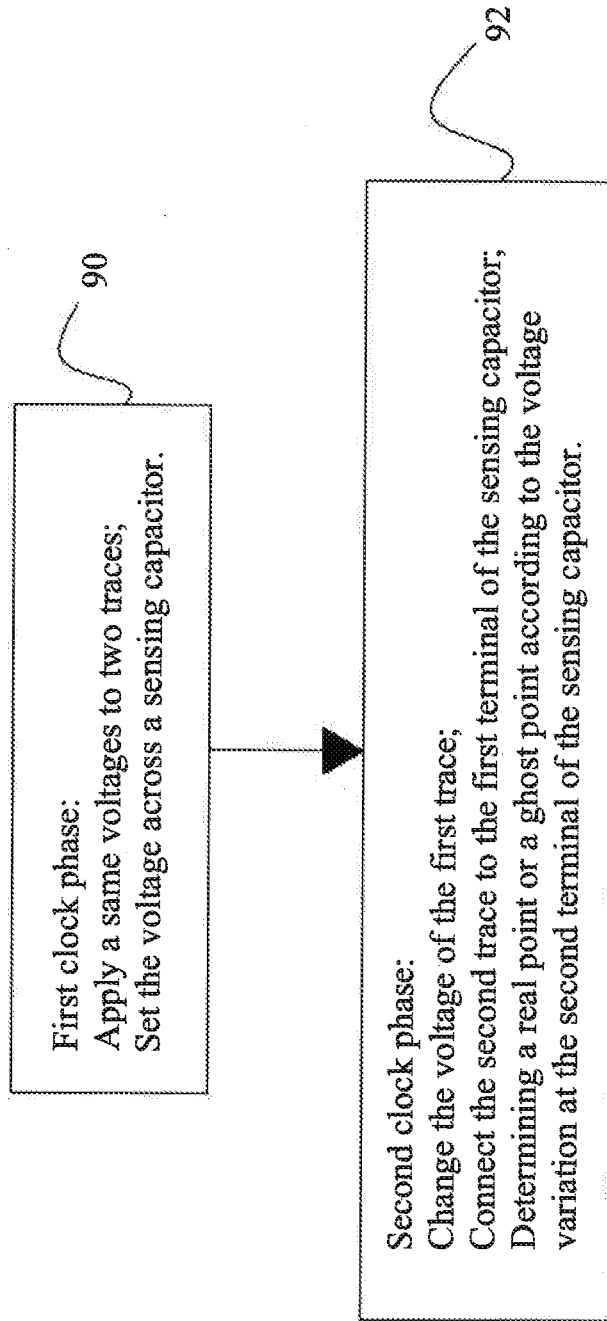 First clock phase:
Apply a same voltages to two traces;
Set the voltage across a sensing capacitor.
90
Second clock phase:
Change the voltage of the first trace;
Connect the second trace to the first terminal of the sensing capacitor;
Determining a real point or a ghost point according to the voltage
variation at the second terminal of the sensing capacitor.
92